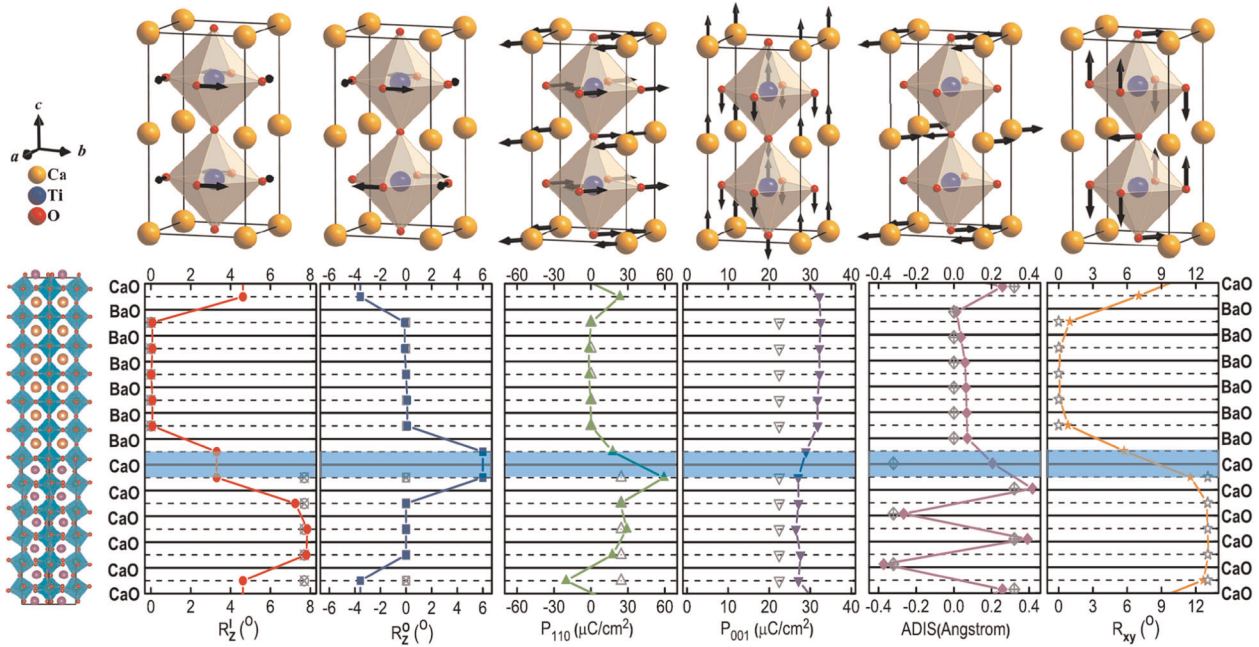 c
a
b
Ca
Ti
O
0 2 4 6 8
-4 -2 0 2 4 6
-60 -30 0 30 60
0 10 20 30 40
-0.4 -0.2 0.0 0.2 0.4
0 3 6 9 12
CaO CaO
BaO BaO
BaO BaO
BaO BaO
BaO BaO
BaO BaO
BaO BaO
CaO CaO
CaO CaO
CaO CaO
CaO CaO
CaO CaO
CaO CaO
0 2 4 6 8
-4 -2 0 2 4 6
-60 -30 0 30 60
0 10 20 30 40
-0.4 -0.2 0.0 0.2 0.4
0 3 6 9 12
R_Z^I (°)
R_Z^o (°)
P_110 (μC/cm²)
P_001 (μC/cm²)
ADIS(Angstrom)
R_xy (°)